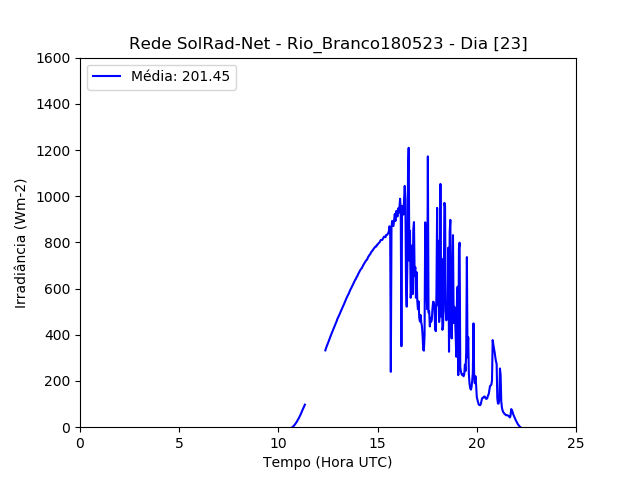 Rede SolRad-Net - Rio_Branco180523 - Dia [23]
Média: 201.45
1600
1400
1200
1000
800
600
400
200
0
Irradiância (Wm-2)
0 5 10 15 20 25
Tempo (Hora UTC)